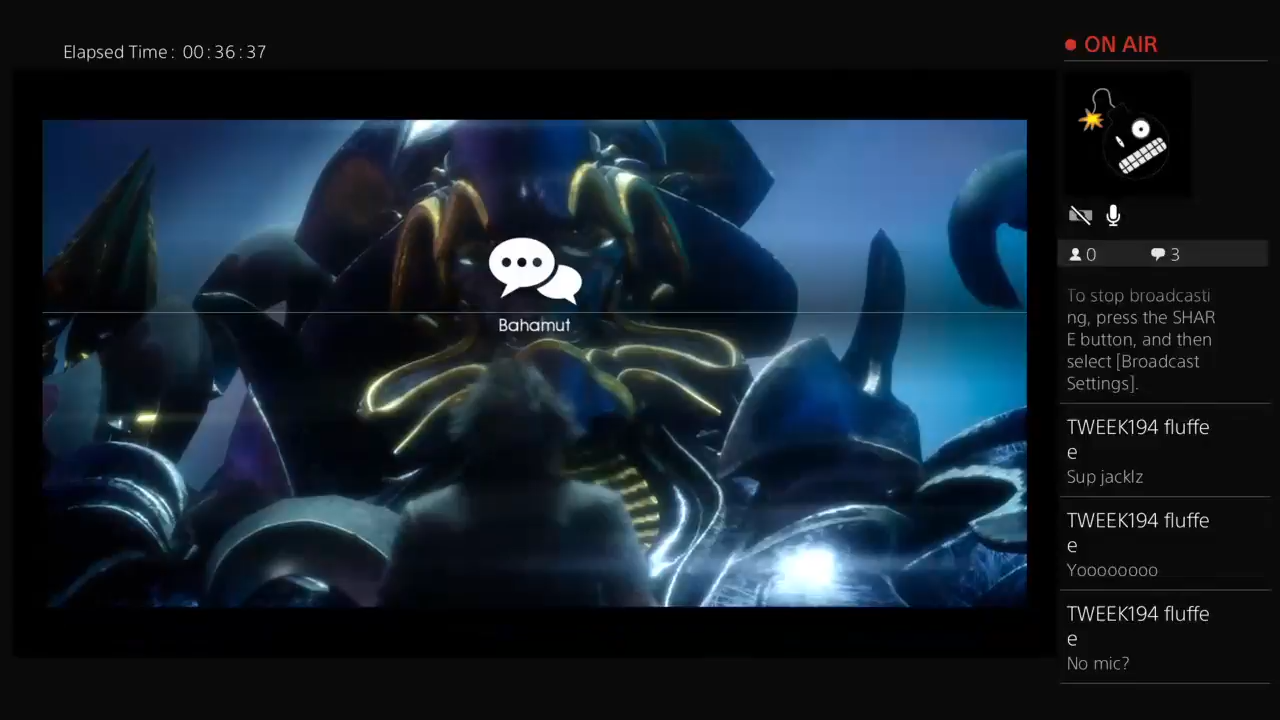 Elapsed Time: 00:36:37
ON AIR
0 3
Bahamut
To stop broadcasti
ng, press the SHAR
E button, and then
select [Broadcast
Settings].
TWEEK194 fluffe
e
Sup jacklz
TWEEK194 fluffe
e
Yoooooooo
TWEEK194 fluffe
e
No mic?